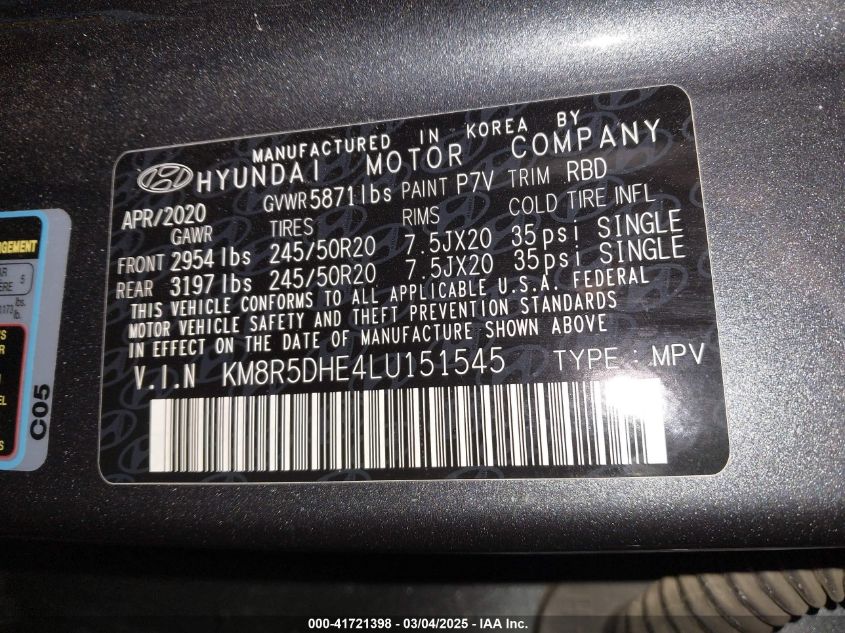 MANUFACTURED IN KOREA BY
HYUNDAI MOTOR COMPANY
APR/2020 GVWR 5871 lbs PAINT P7V TRIM RBD
GAWR TIRES RIMS COLD TIRE INFL
FRONT 2954 lbs 245/50R20 7.5JX20 35psi SINGLE
REAR 3197 lbs 245/50R20 7.5JX20 35psi SINGLE
THIS VEHICLE CONFORMS TO ALL APPLICABLE U.S.A. FEDERAL
MOTOR VEHICLE SAFETY AND THEFT PREVENTION STANDARDS
IN EFFECT ON THE DATE OF MANUFACTURE SHOWN ABOVE
V.I.N KM8R5DHE4LU151545 TYPE : MPV
5
lbs.
C05
000-41721398 - 03/04/2025 - IAA Inc.